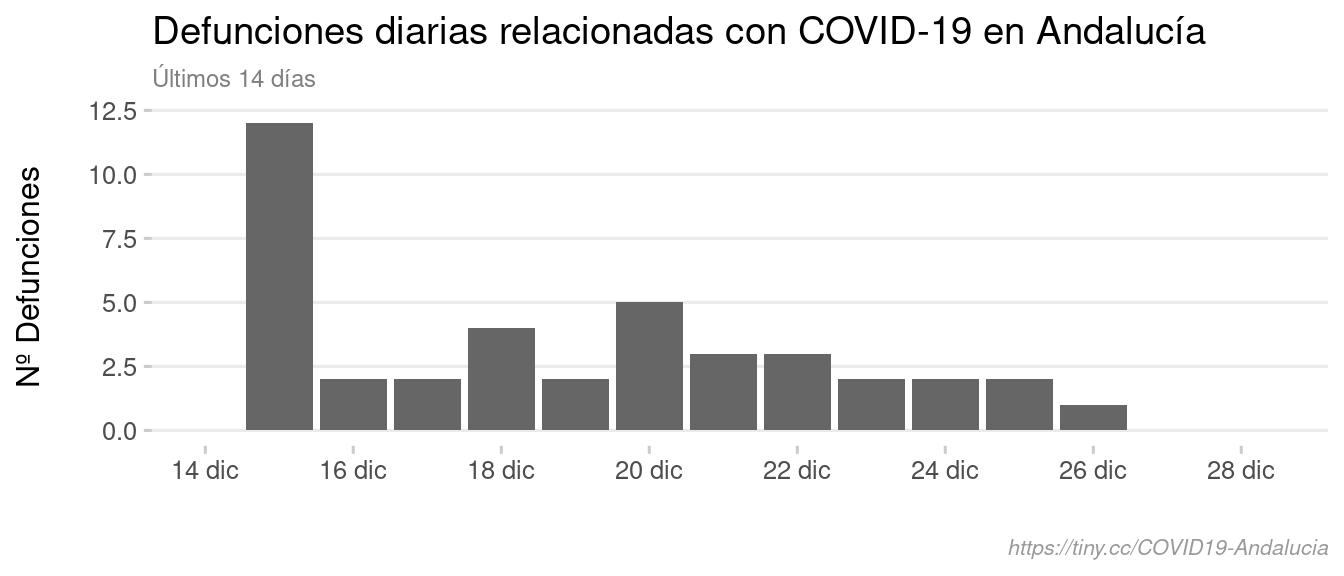 Defunciones diarias relacionadas con COVID-19 en Andalucía
Últimos 14 días
Nº Defunciones
12.5
10.0
7.5
5.0
2.5
0.0
14 dic 16 dic 18 dic 20 dic 22 dic 24 dic 26 dic 28 dic
https://tiny.cc/COVID19-Andalucia